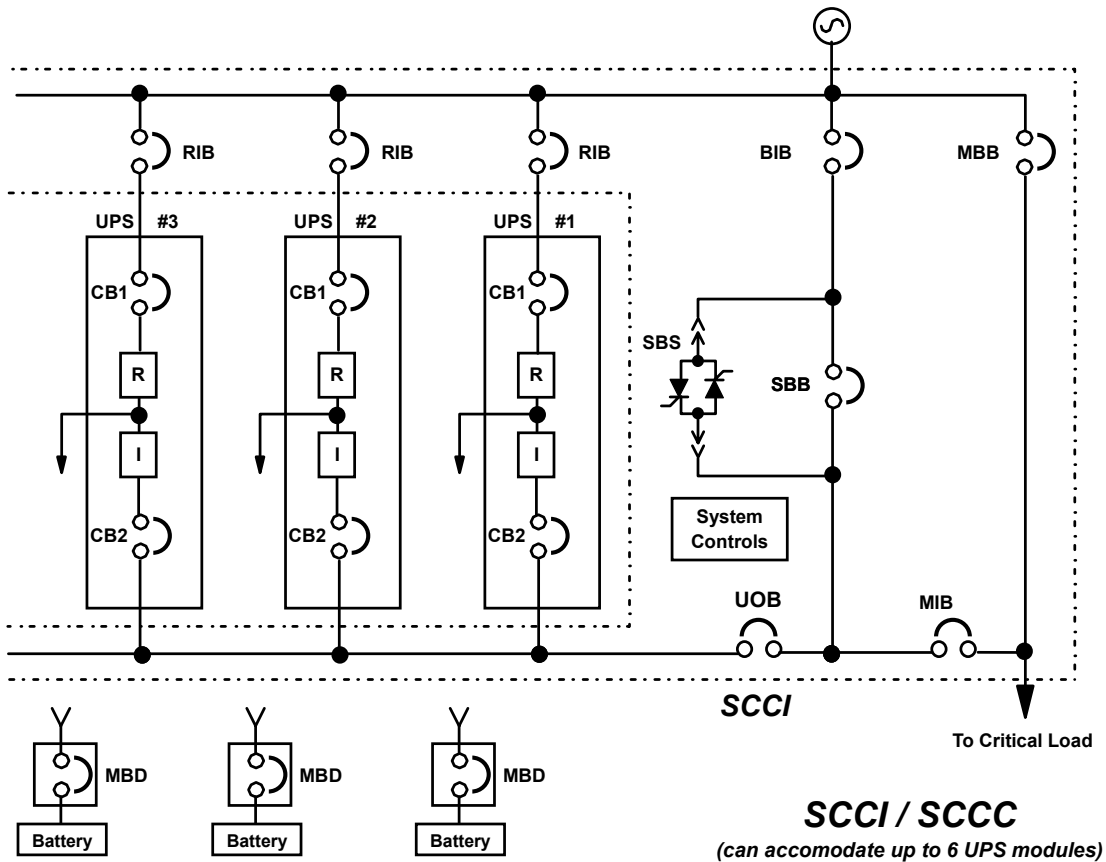 RIB
RIB
RIB
BIB
MBB
UPS #3
UPS #2
UPS #1
CB1
CB1
CB1
SBS
R
R
R
SBB
I
I
I
CB2
CB2
CB2
System
Controls
UOB
MIB
SCCI
To Critical Load
MBD
MBD
MBD
Battery
Battery
Battery
SCCI / SCCC
(can accomodate up to 6 UPS modules)